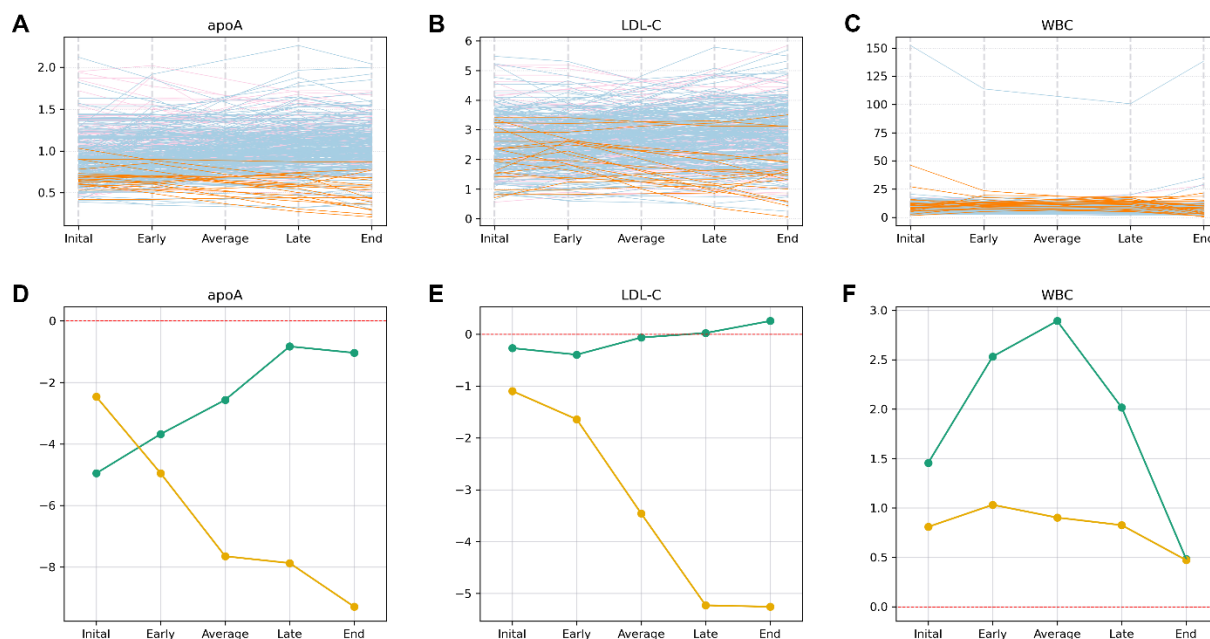 A
apoA
2.0
1.5
1.0
0.5
Inital Early Average Late End
B
LDL-C
6
5
4
3
2
1
0
Inital Early Average Late End
C
WBC
150
125
100
75
50
25
0
Inital Early Average Late End
D
apoA
0
−2
−4
−6
−8
Inital Early Average Late End
E
LDL-C
0
−1
−2
−3
−4
−5
Inital Early Average Late End
F
WBC
3.0
2.5
2.0
1.5
1.0
0.5
0.0
Inital Early Average Late End